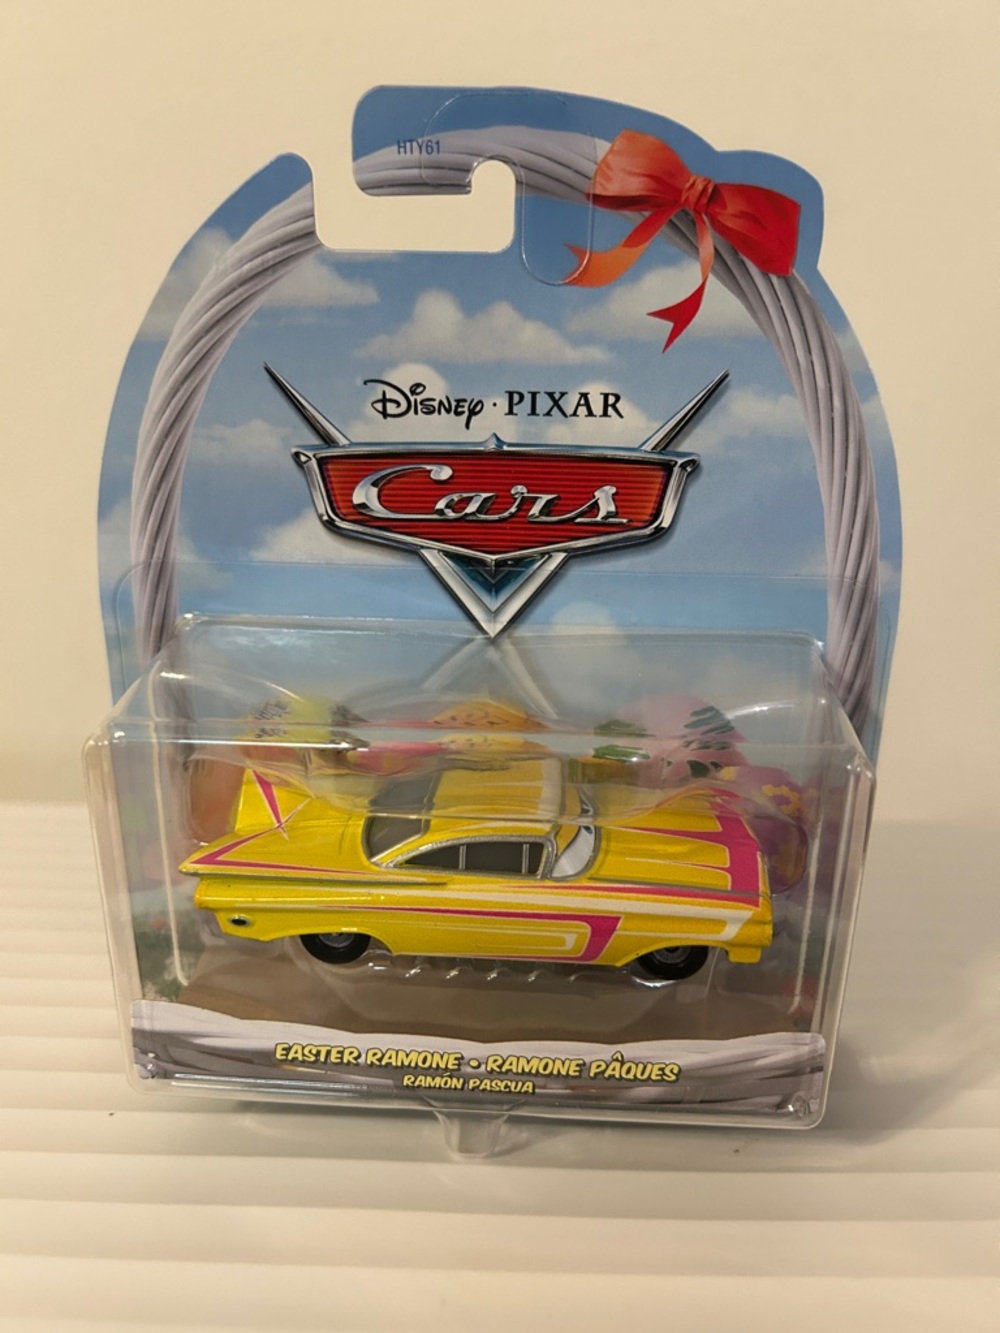 HTY61
Disney · PIXAR
Cars
EASTER RAMONE • RAMONE PÂQUES
RAMÓN PASCUA